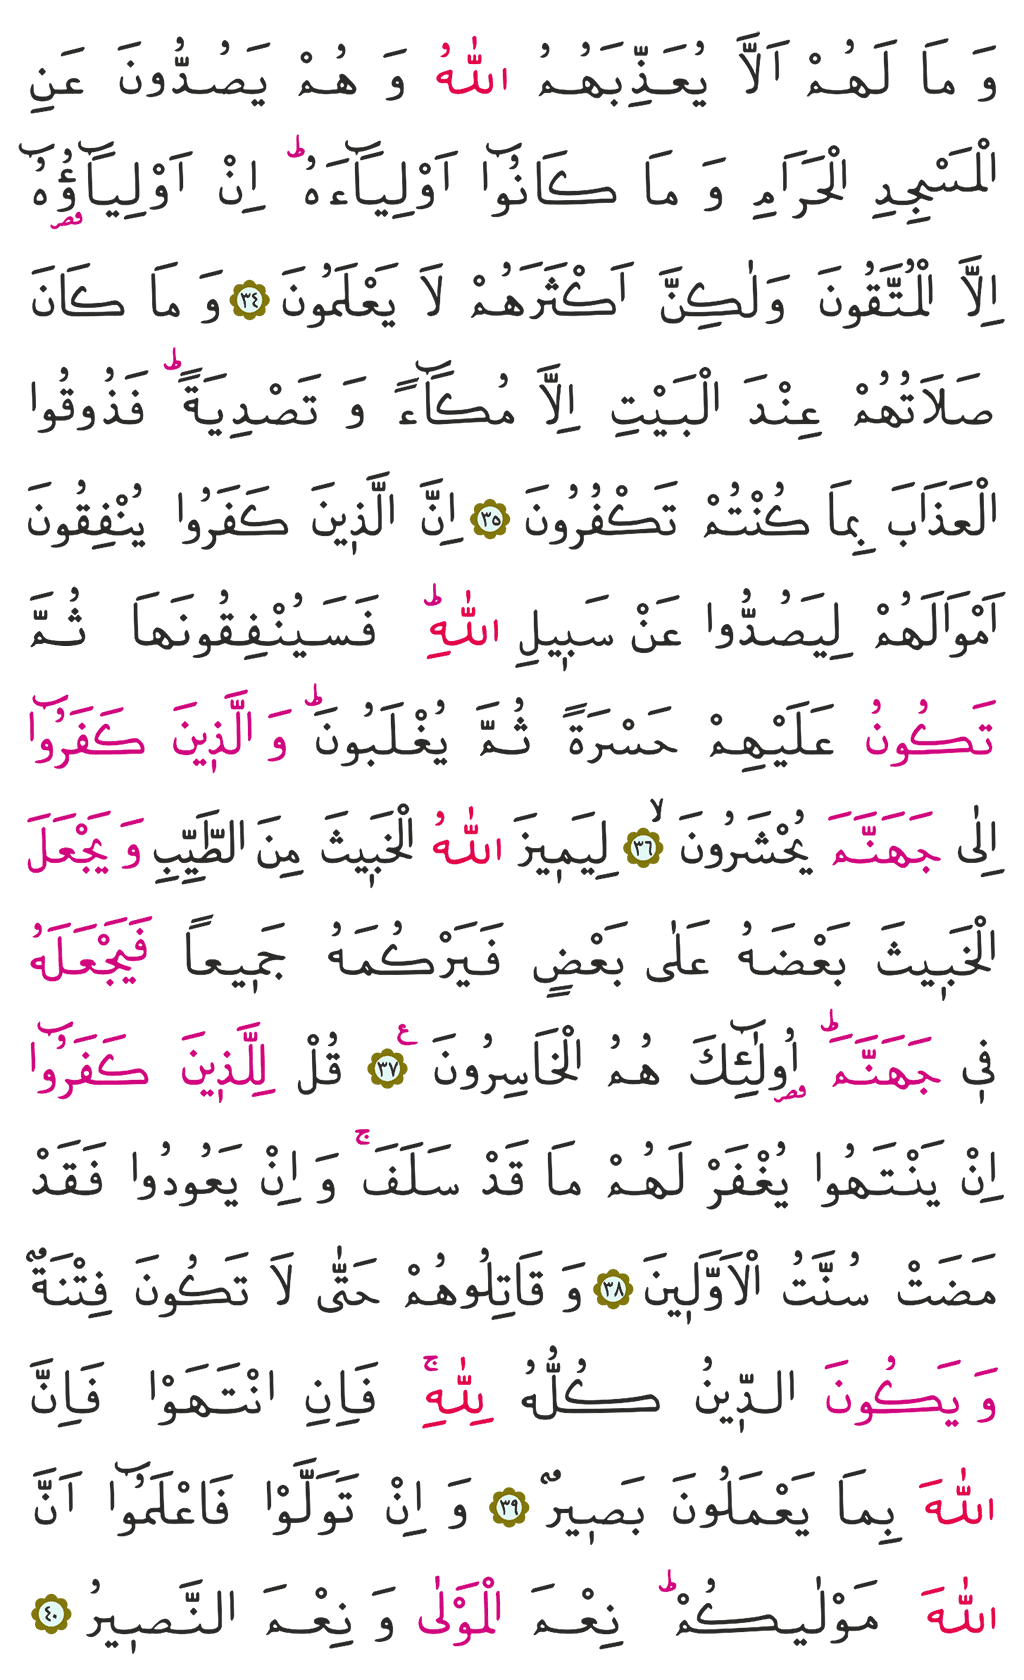 وَ مَا لَهُمْ اَلَّا يُعَذِّبَهُمُ اللّٰهُ وَ هُمْ يَصُدُّونَ عَنِ
الْمَسْجِدِ الْحَرَامِ وَ مَا كَانُٓوا اَوْلِيَٓاءَهُۜ اِنْ اَوْلِيَٓاؤُ۬هُٓ
اِلَّا الْمُتَّقُونَ وَلٰكِنَّ اَكْثَرَهُمْ لَا يَعْلَمُونَ ﴿٣٤﴾ وَ مَا كَانَ
صَلَاتُهُمْ عِنْدَ الْبَيْتِ اِلَّا مُكَٓاءً وَ تَصْدِيَةًۜ فَذُوقُوا
الْعَذَابَ بِمَا كُنْتُمْ تَكْفُرُونَ ﴿٣٥﴾ اِنَّ الَّذ۪ينَ كَفَرُوا يُنْفِقُونَ
اَمْوَالَهُمْ لِيَصُدُّوا عَنْ سَب۪يلِ اللّٰهِۜ فَسَيُنْفِقُونَهَا ثُمَّ
تَكُونُ عَلَيْهِمْ حَسْرَةً ثُمَّ يُغْلَبُونَۜ وَ الَّذ۪ينَ كَفَرُٓوا
اِلٰى جَهَنَّمَ يُحْشَرُونَۙ ﴿٣٦﴾ لِيَم۪يزَ اللّٰهُ الْخَب۪يثَ مِنَ الطَّيِّبِ وَ يَجْعَلَ
الْخَب۪يثَ بَعْضَهُ عَلٰى بَعْضٍ فَيَرْكُمَهُ جَم۪يعاً فَيَجْعَلَهُ
ف۪ي جَهَنَّمَۜ اُو۬لٰٓئِكَ هُمُ الْخَاسِرُونَ۟ ﴿٣٧﴾ قُلْ لِلَّذ۪ينَ كَفَرُٓوا
اِنْ يَنْتَهُوا يُغْفَرْ لَهُمْ مَا قَدْ سَلَفَۚ وَ اِنْ يَعُودُوا فَقَدْ
مَضَتْ سُنَّتُ الْاَوَّل۪ينَ ﴿٣٨﴾ وَ قَاتِلُوهُمْ حَتّٰى لَا تَكُونَ فِتْنَةٌ
وَ يَكُونَ الدّ۪ينُ كُلُّهُ لِلّٰهِۚ فَاِنِ انْتَهَوْا فَاِنَّ
اللّٰهَ بِمَا يَعْمَلُونَ بَص۪يرٌ ﴿٣٩﴾ وَ اِنْ تَوَلَّوْا فَاعْلَمُٓوا اَنَّ
اللّٰهَ مَوْلٰيكُمْۜ نِعْمَ الْمَوْلٰى وَ نِعْمَ النَّص۪يرُ ﴿٤٠﴾